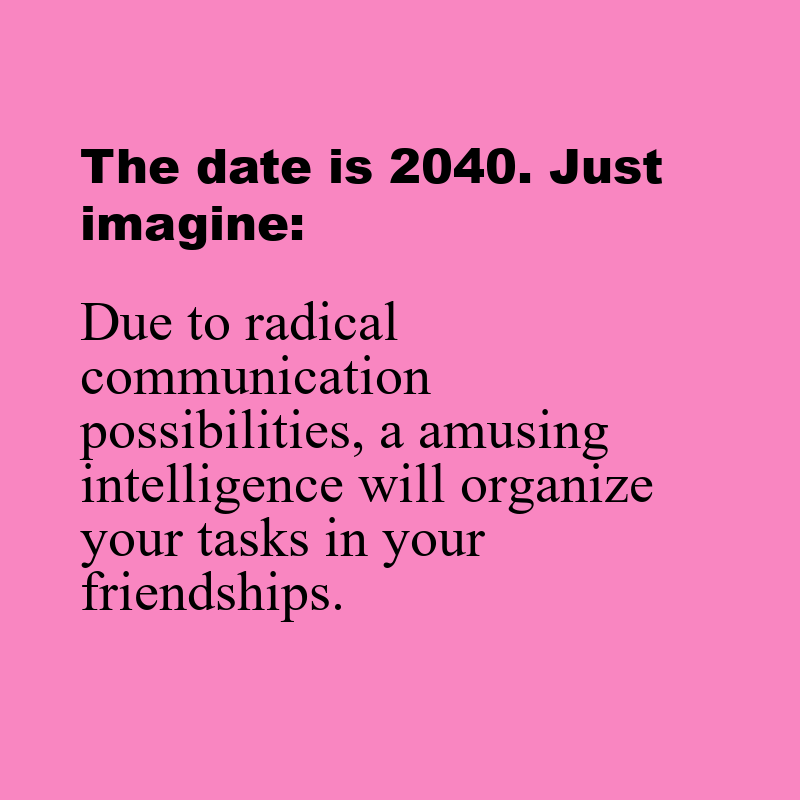 The date is 2040. Just
imagine:
Due to radical
communication
possibilities, a amusing
intelligence will organize
your tasks in your
friendships.